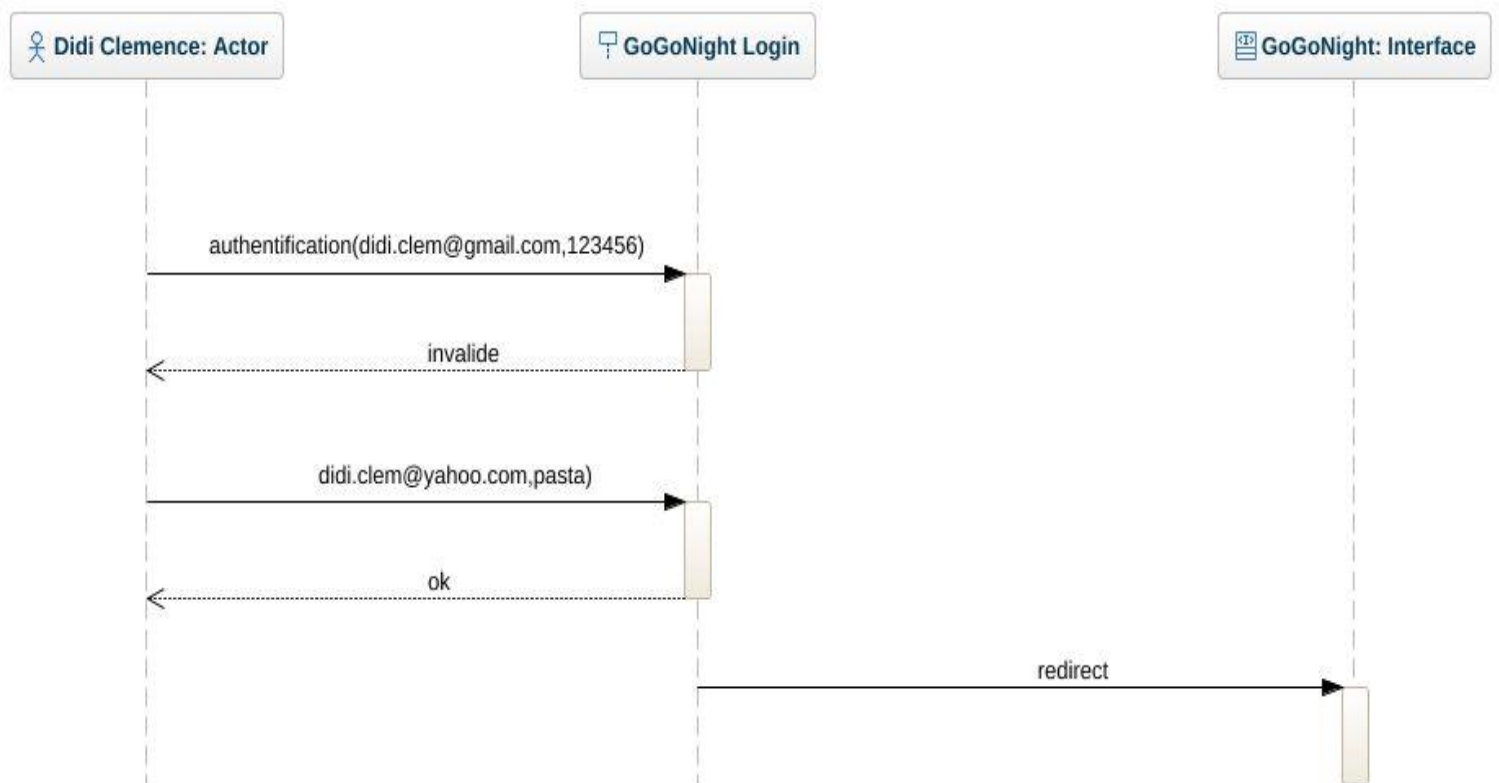 Didi Clemence: Actor
GoGoNight Login
GoGoNight: Interface
authentification(didi.clem@gmail.com,123456)
invalide
didi.clem@yahoo.com,pasta)
ok
redirect